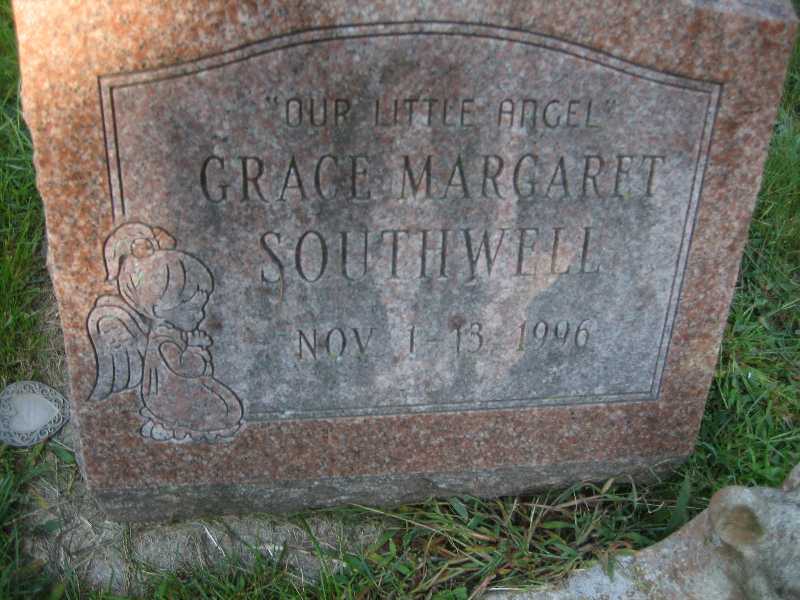 "OUR LITTLE ANGEL"
GRACE MARGARET
SOUTHWELL
NOV 1-13, 1996